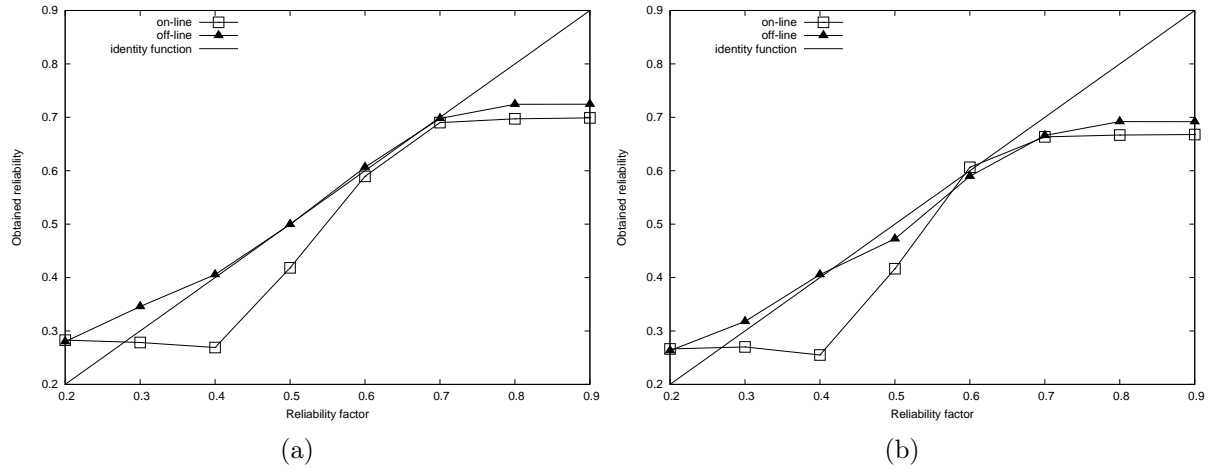 0.9
0.8
0.7
0.6
0.5
0.4
0.3
0.2
0.2 0.3 0.4 0.5 0.6 0.7 0.8 0.9
Obtained reliability
Reliability factor
on-line
off-line
identity function
(a)
0.9
0.8
0.7
0.6
0.5
0.4
0.3
0.2
0.2 0.3 0.4 0.5 0.6 0.7 0.8 0.9
Obtained reliability
Reliability factor
on-line
off-line
identity function
(b)